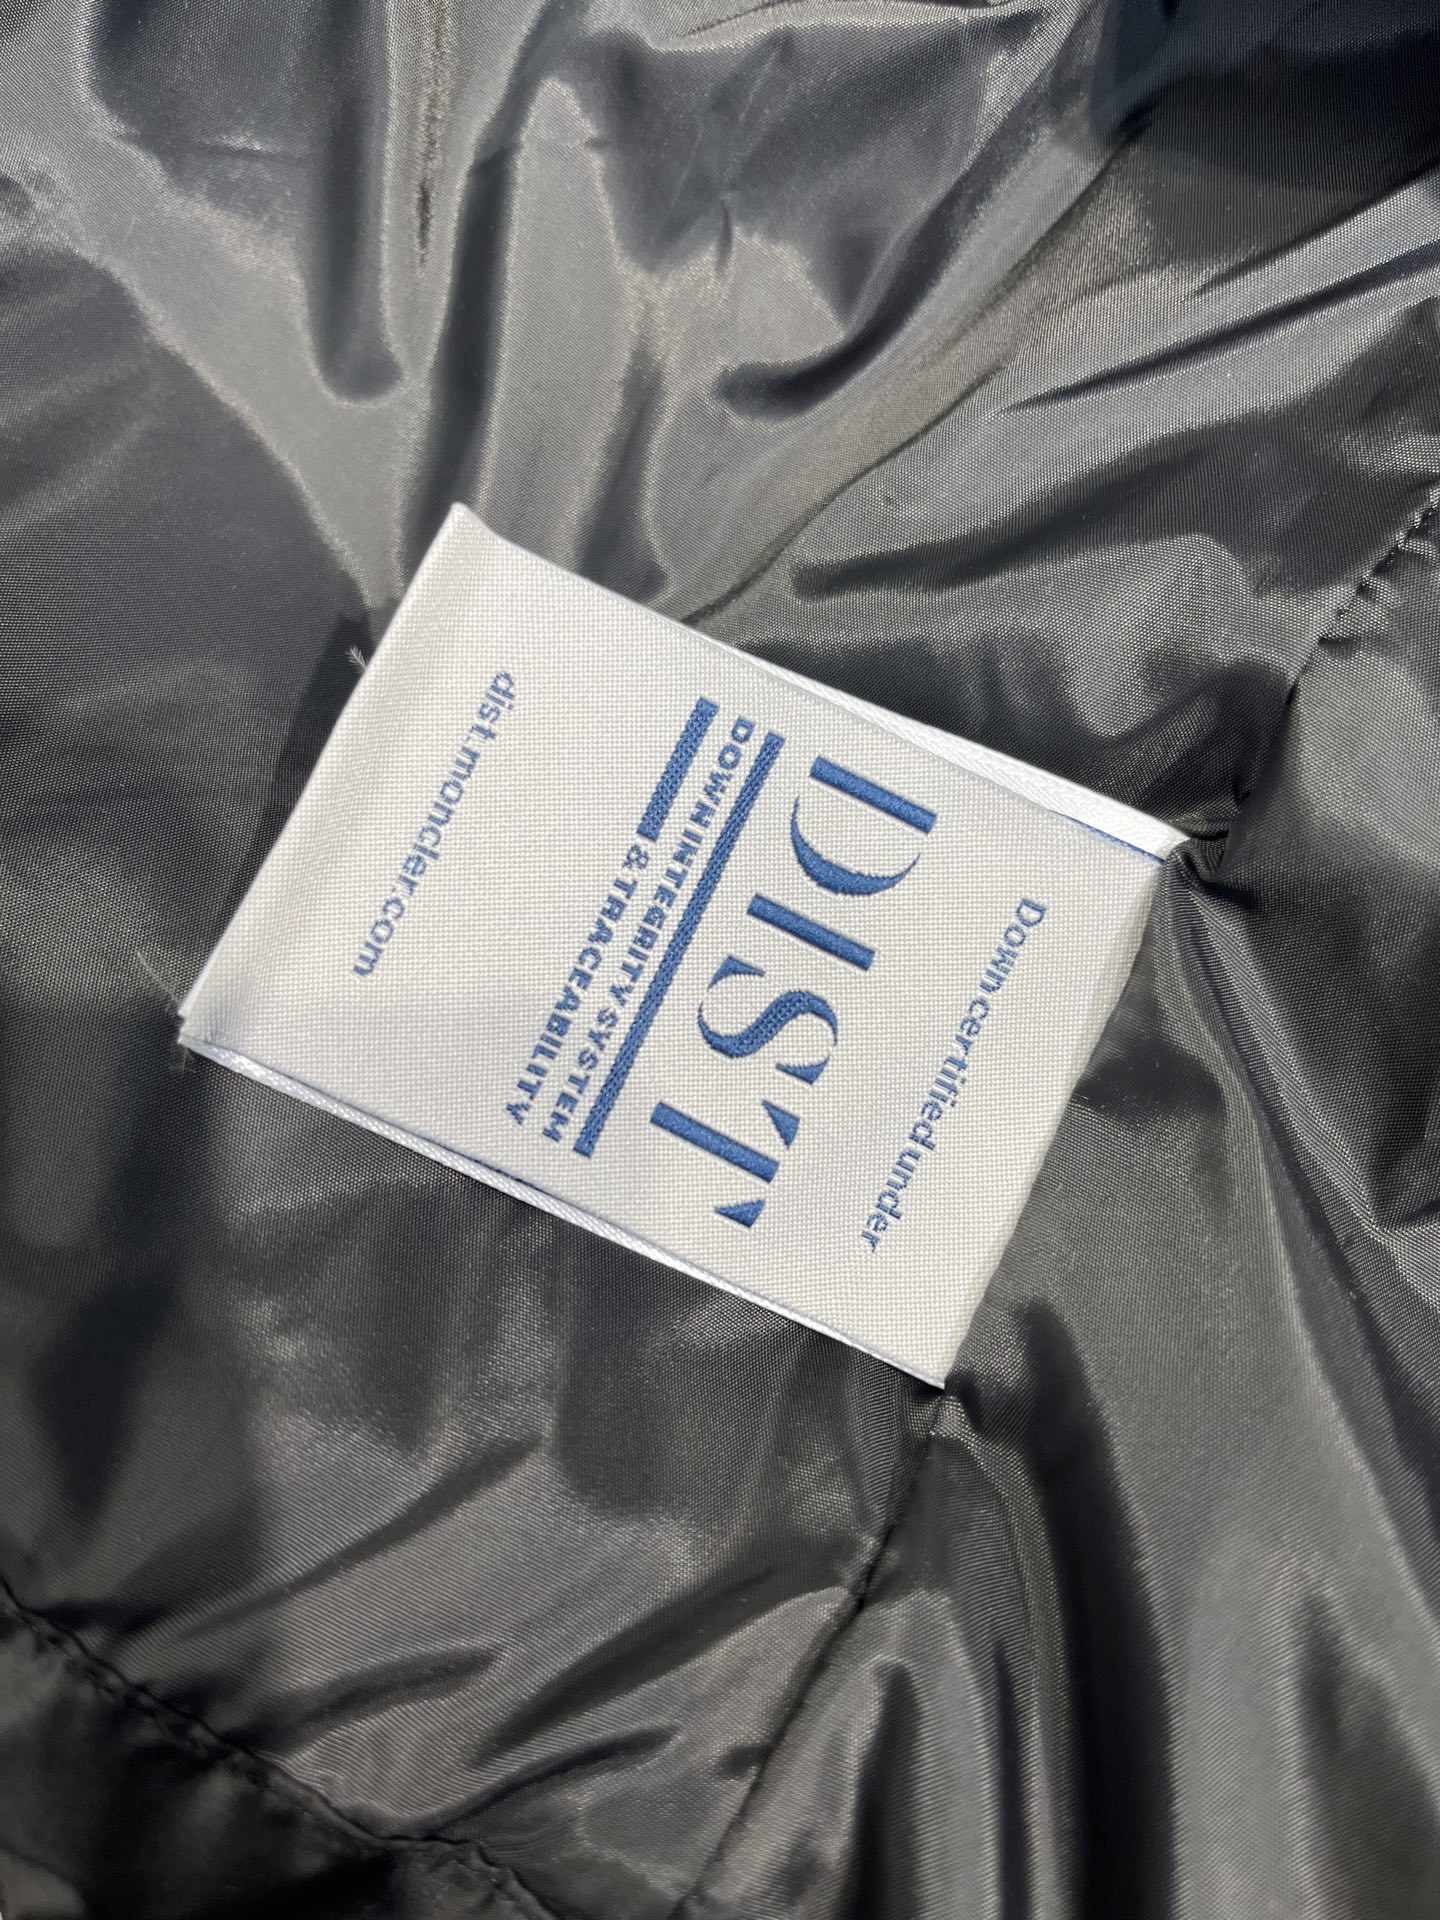 Down certified under
DIST
DOWN INTEGRITY SYSTEM
& TRACEABILITY
dist.moncler.com